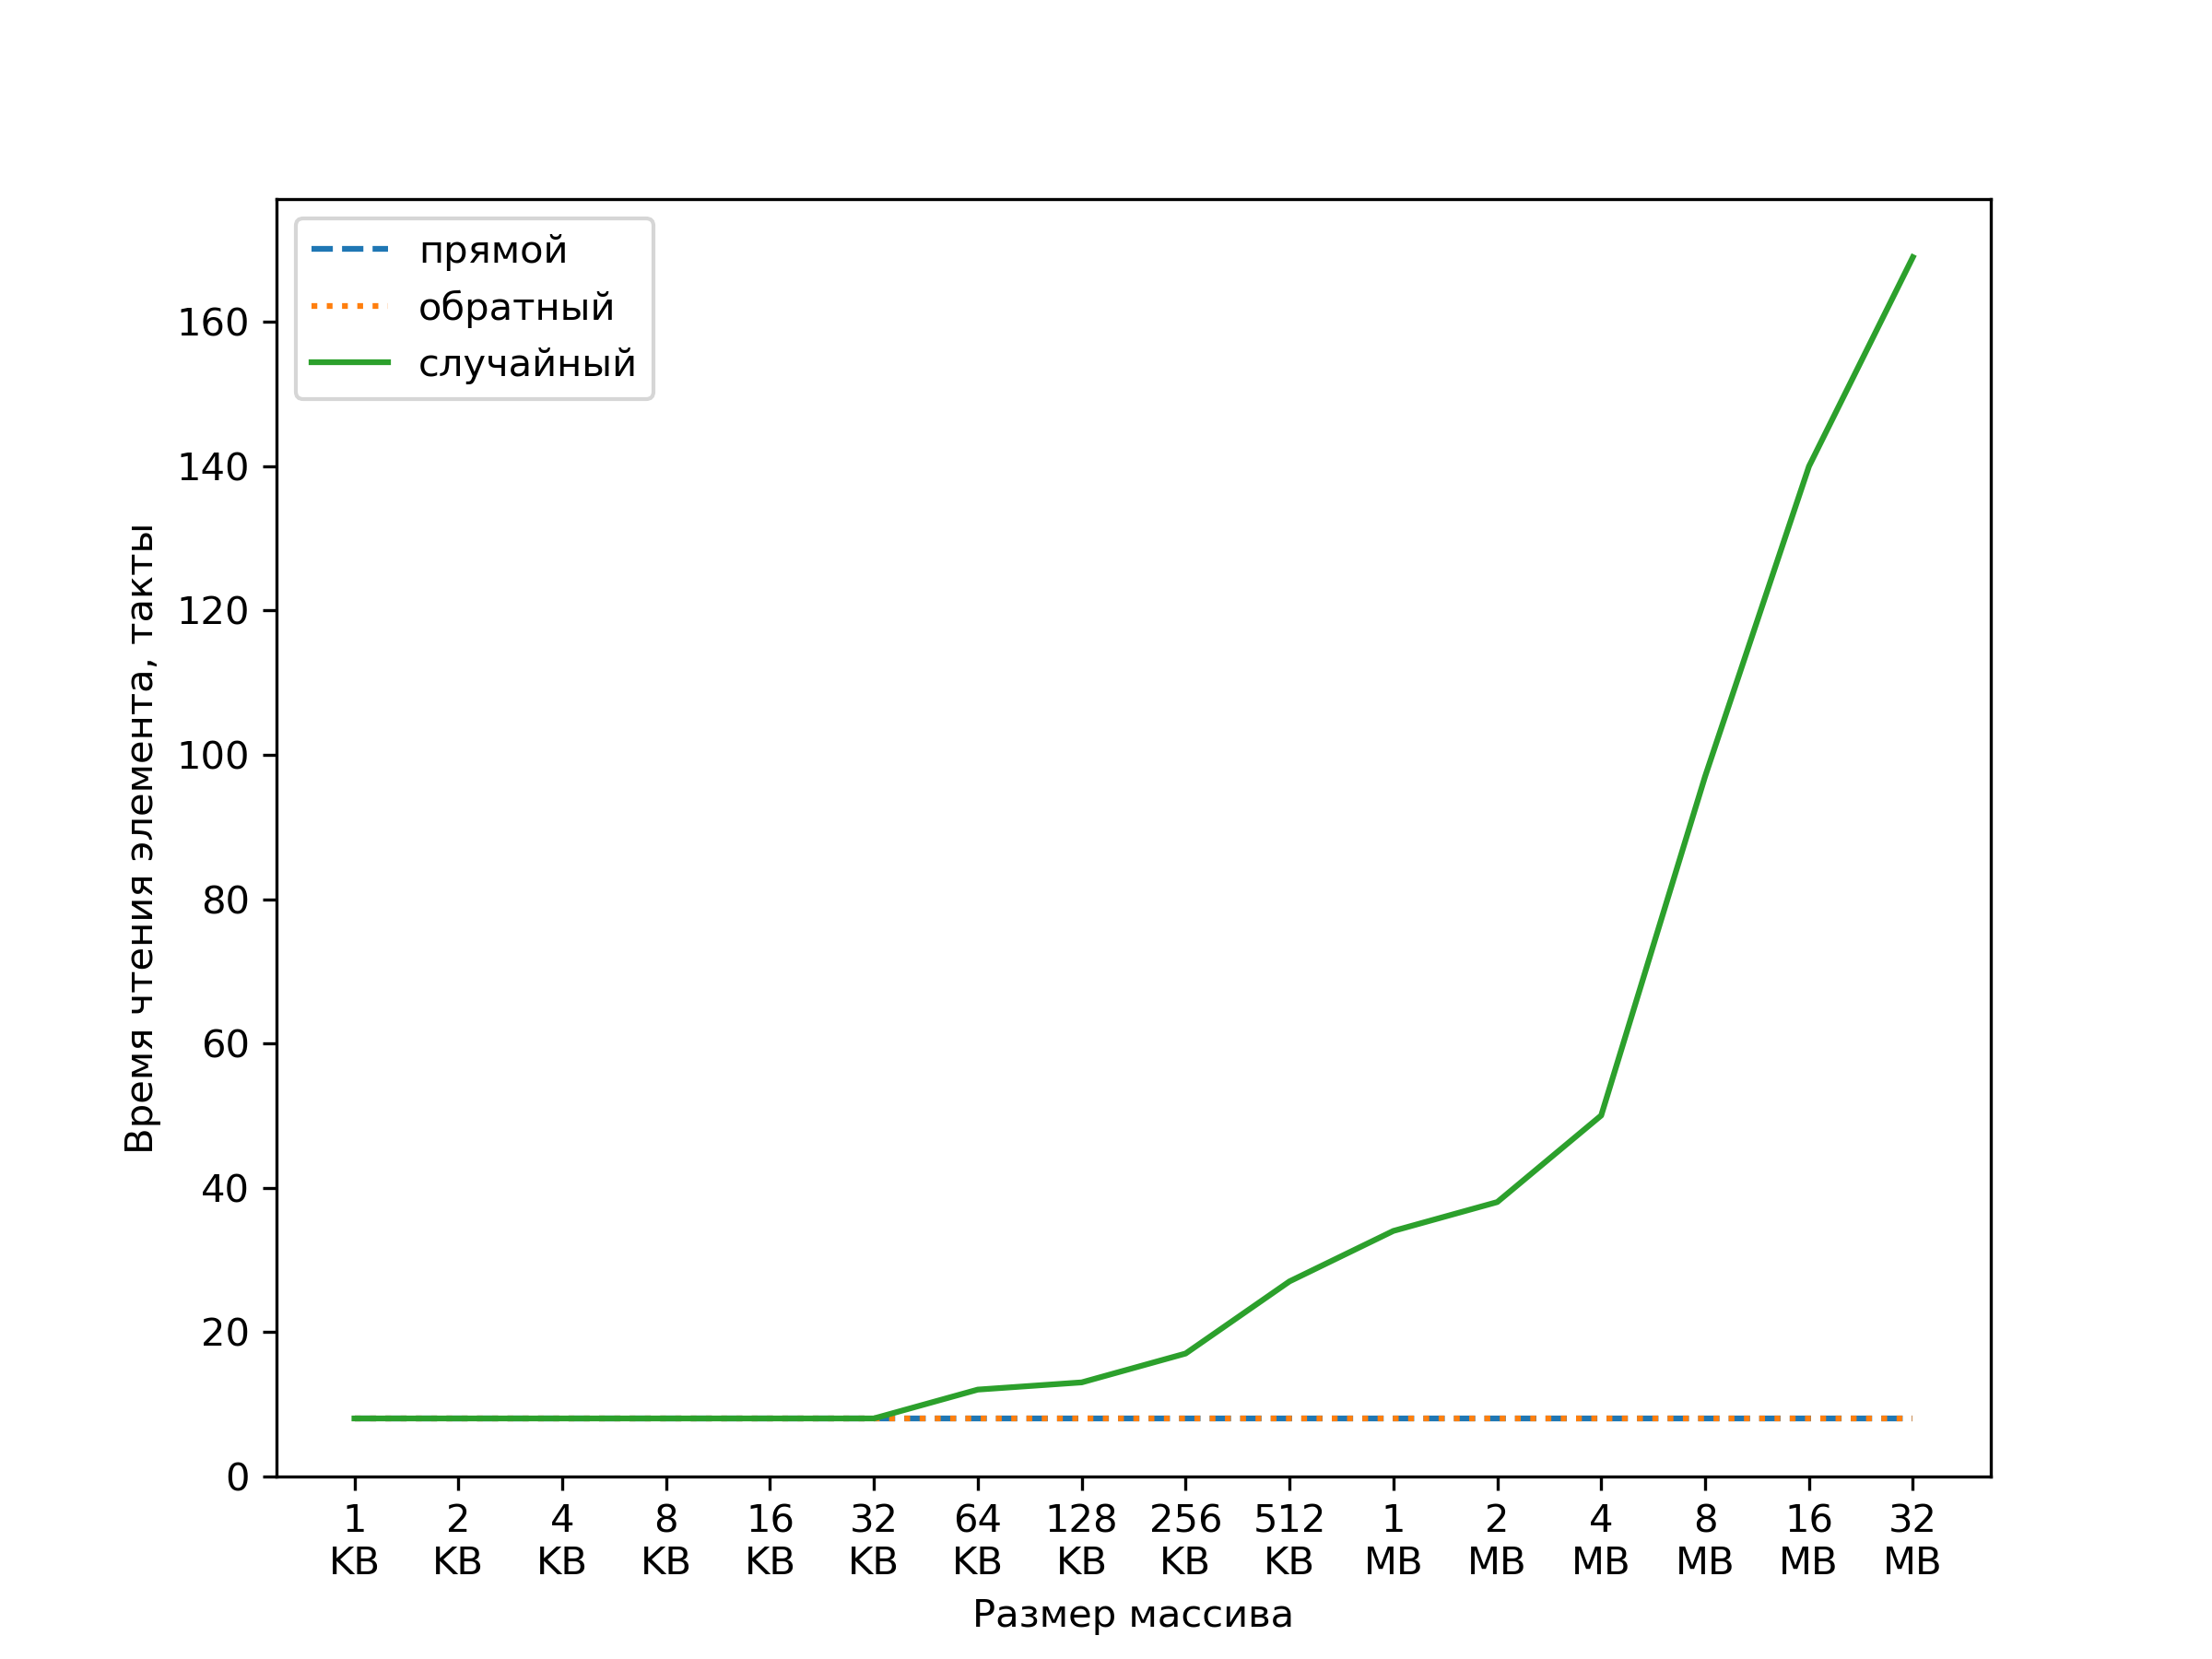 прямой
обратный
случайный
160
140
120
100
80
60
40
20
0
Время чтения элемента, такты
1 2 4 8 16 32 64 128 256 512 1 2 4 8 16 32
KB KB KB KB KB KB KB KB KB KB MB MB MB MB MB MB
Размер массива